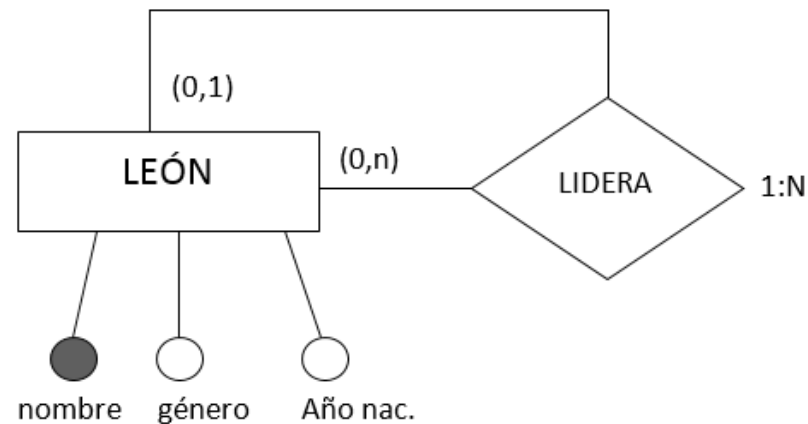 (0,1)
LEÓN
(0,n)
LIDERA
1:N
nombre
género
Año nac.